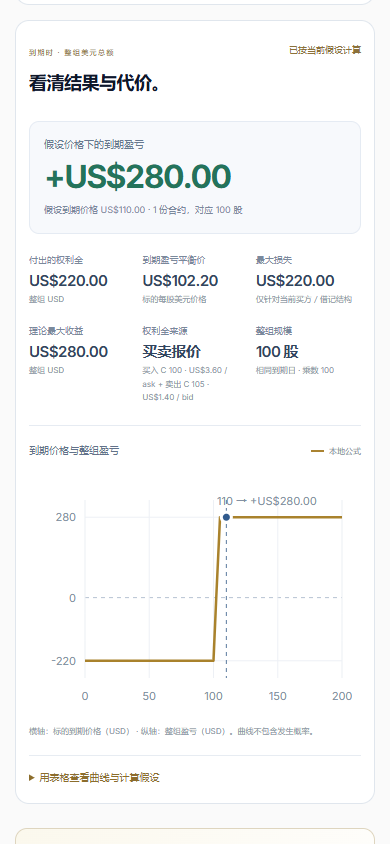 到期时 · 整组美元总额
已按当前假设计算
看清结果与代价。
假设价格下的到期盈亏
+US$280.00
假设到期价格 US$110.00 · 1 份合约，对应 100 股
付出的权利金
到期盈亏平衡价
最大损失
US$220.00
US$102.20
US$220.00
整组 USD
标的每股美元价格
仅针对当前买方 / 借记结构
理论最大收益
权利金来源
整组规模
US$280.00
买卖报价
100 股
整组 USD
买入 C 100 · US$3.60 /
ask + 卖出 C 105 ·
US$1.40 / bid
相同到期日 · 乘数 100
到期价格与整组盈亏
本地公式
110 → +US$280.00
280
0
-220
0
50
100
150
200
横轴：标的到期价格（USD） · 纵轴：整组盈亏（USD）。曲线不包含发生概率。
▶ 用表格查看曲线与计算假设